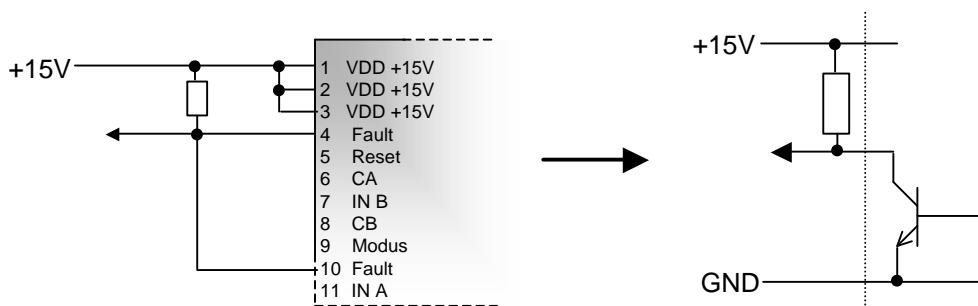 +15V
1 VDD +15V
2 VDD +15V
3 VDD +15V
4 Fault
5 Reset
6 CA
7 IN B
8 CB
9 Modus
10 Fault
11 IN A
+15V
GND